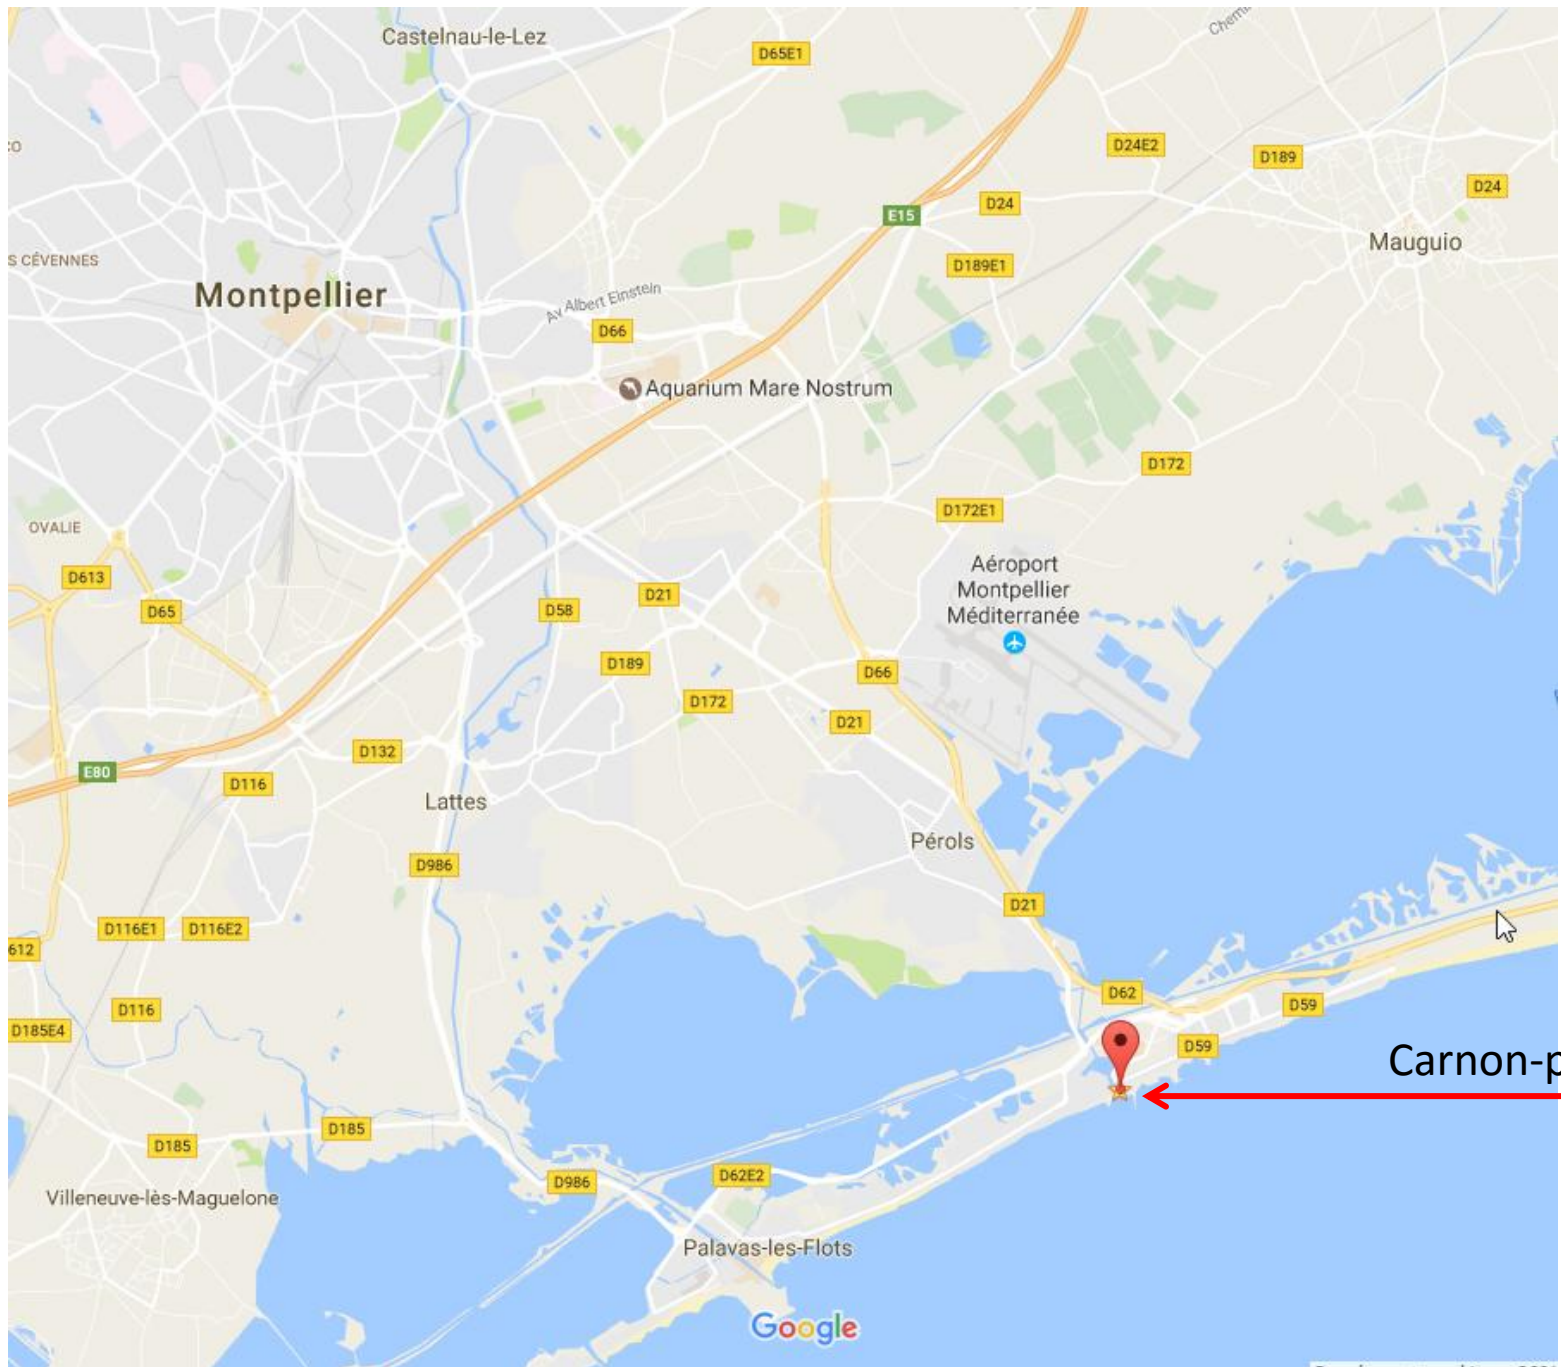 Castelnau-le-Lez
D65E1
D24E2
D189
D24
D24
E15
Mauguio
S CÉVENNES
D189E1
Montpellier
Av Albert Einstein
D66
Aquarium Mare Nostrum
D172
D172E1
OVALIE
Aéroport
Montpellier
Méditerranée
D613
D65
D58
D21
D189
D66
D172
D21
D132
E80
D116
Lattes
Pérols
D986
D21
D116E1
D116E2
612
D62
D59
D116
D185E4
D59
Carnon-p
D185
D185
D986
D62E2
Villeneuve-lès-Maguelone
Palavas-les-Flots
Google